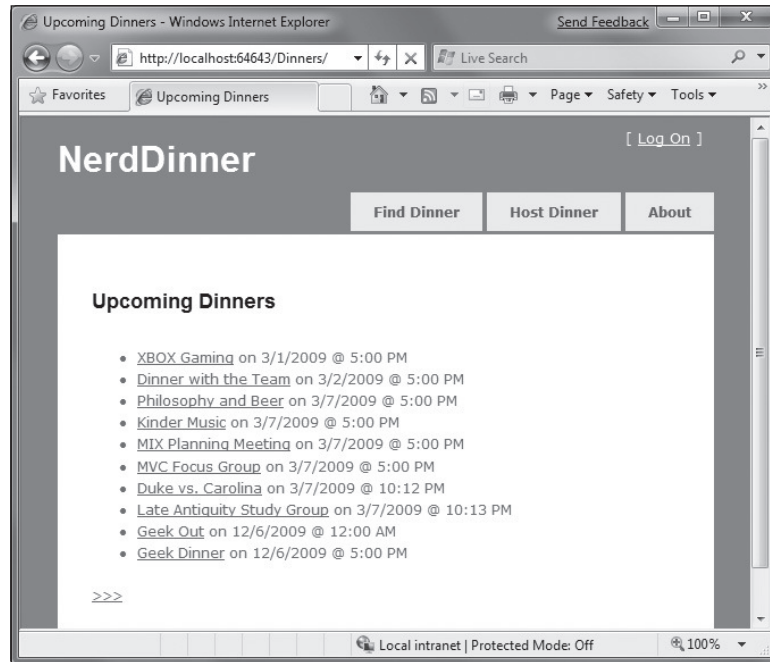 Upcoming Dinners - Windows Internet Explorer
Send Feedback
http://localhost:64643/Dinners/
Live Search
Favorites
Upcoming Dinners
Page
Safety
Tools
[ Log On ]
NerdDinner
Find Dinner
Host Dinner
About
Upcoming Dinners
• XBOX Gaming on 3/1/2009 @ 5:00 PM
• Dinner with the Team on 3/2/2009 @ 5:00 PM
• Philosophy and Beer on 3/7/2009 @ 5:00 PM
• Kinder Music on 3/7/2009 @ 5:00 PM
• MIX Planning Meeting on 3/7/2009 @ 5:00 PM
• MVC Focus Group on 3/7/2009 @ 5:00 PM
• Duke vs. Carolina on 3/7/2009 @ 10:12 PM
• Late Antiquity Study Group on 3/7/2009 @ 10:13 PM
• Geek Out on 12/6/2009 @ 12:00 AM
• Geek Dinner on 12/6/2009 @ 5:00 PM
>>>
Local intranet | Protected Mode: Off
100%